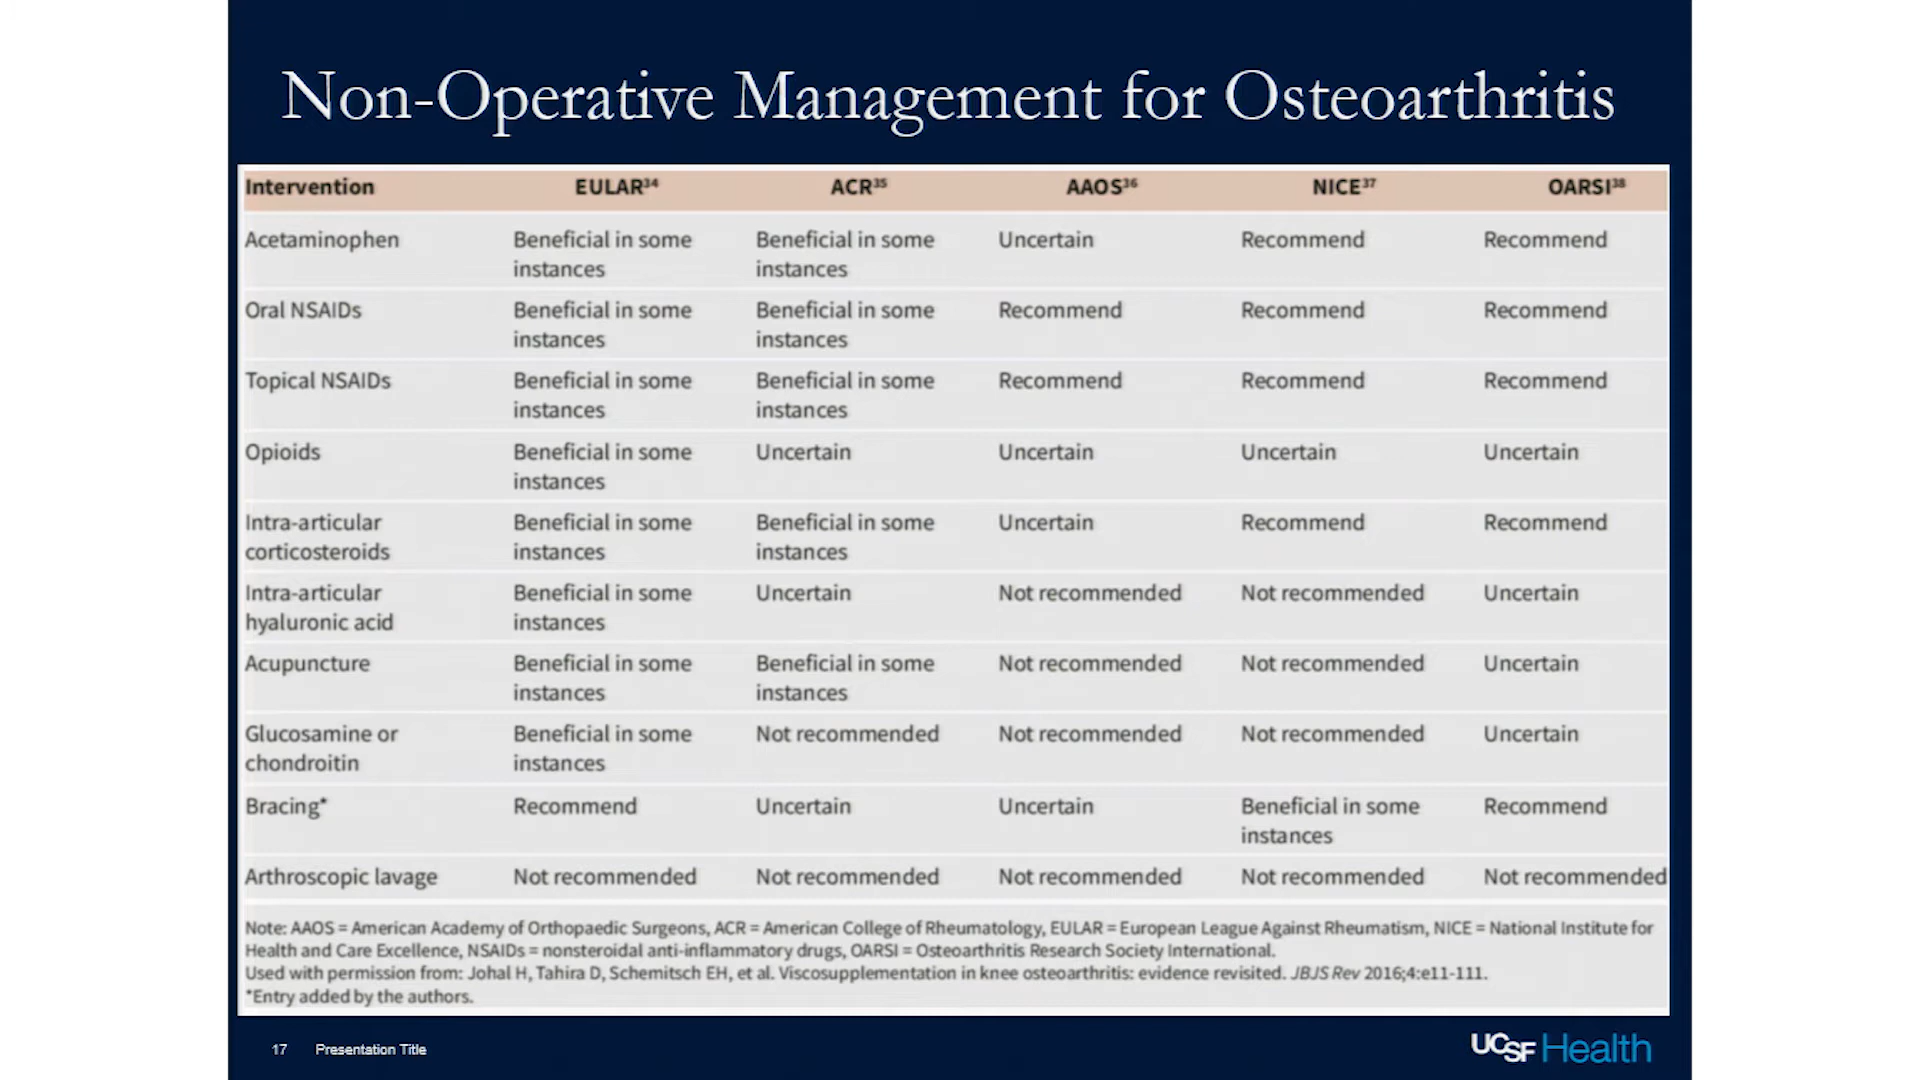 Non-Operative Management for Osteoarthritis
Intervention EULAR³⁴ ACR³⁵ AAOS³⁶ NICE³⁷ OARSI³⁸
Acetaminophen Beneficial in some instances Beneficial in some instances Uncertain Recommend Recommend
Oral NSAIDs Beneficial in some instances Beneficial in some instances Recommend Recommend Recommend
Topical NSAIDs Beneficial in some instances Beneficial in some instances Recommend Recommend Recommend
Opioids Beneficial in some instances Uncertain Uncertain Uncertain Uncertain
Intra-articular corticosteroids Beneficial in some instances Beneficial in some instances Uncertain Recommend Recommend
Intra-articular hyaluronic acid Beneficial in some instances Uncertain Not recommended Not recommended Uncertain
Acupuncture Beneficial in some instances Beneficial in some instances Not recommended Not recommended Uncertain
Glucosamine or chondroitin Beneficial in some instances Not recommended Not recommended Not recommended Uncertain
Bracing* Recommend Uncertain Uncertain Beneficial in some instances Recommend
Arthroscopic lavage Not recommended Not recommended Not recommended Not recommended Not recommended
Note: AAOS = American Academy of Orthopaedic Surgeons, ACR = American College of Rheumatology, EULAR = European League Against Rheumatism, NICE = National Institute for
Health and Care Excellence, NSAIDs = nonsteroidal anti-inflammatory drugs, OARSI = Osteoarthritis Research Society International.
Used with permission from: Johal H, Tahira D, Schemitsch EH, et al. Viscosupplementation in knee osteoarthritis: evidence revisited. JBJS Rev 2016;4:e11-111.
*Entry added by the authors.
17 Presentation Title
UCSF Health